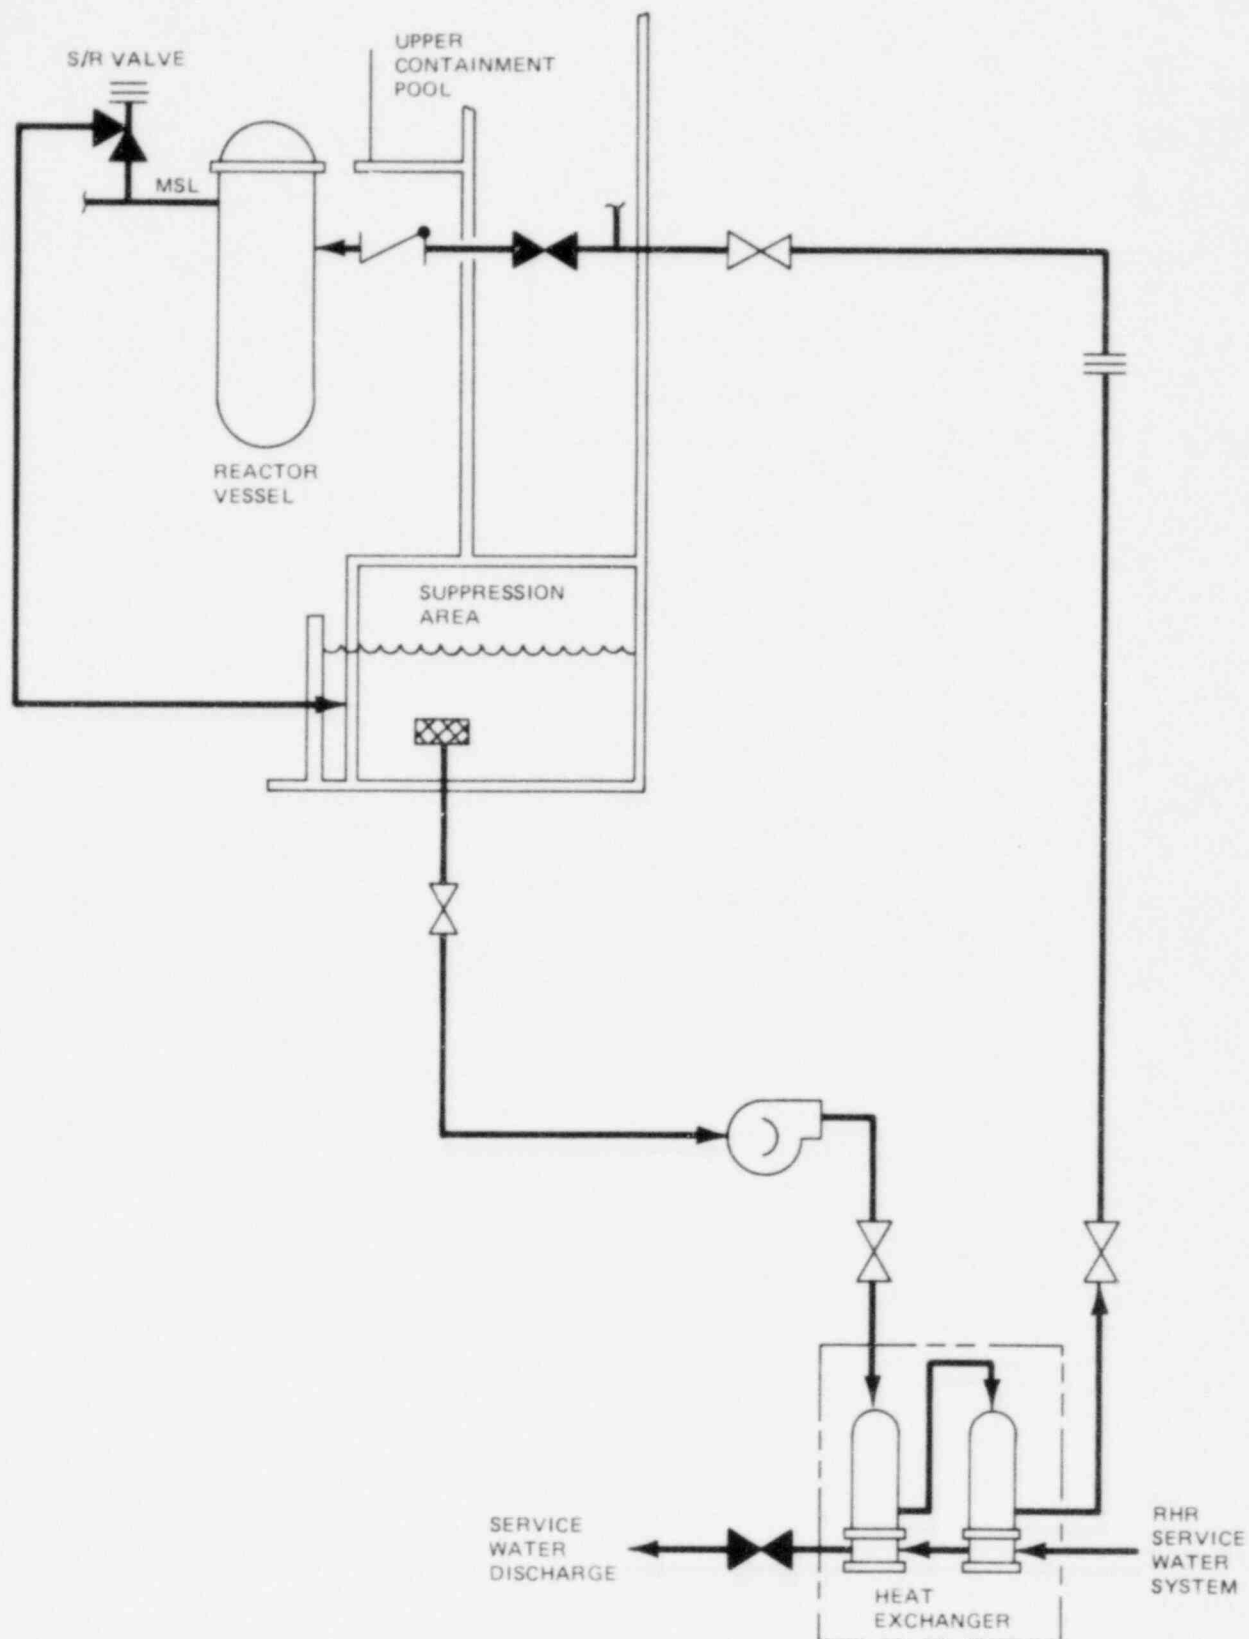 S/R VALVE
UPPER
CONTAINMENT
POOL
MSL
REACTOR
VESSEL
SUPPRESSION
AREA
SERVICE
WATER
DISCHARGE
RHR
SERVICE
WATER
SYSTEM
HEAT
EXCHANGER